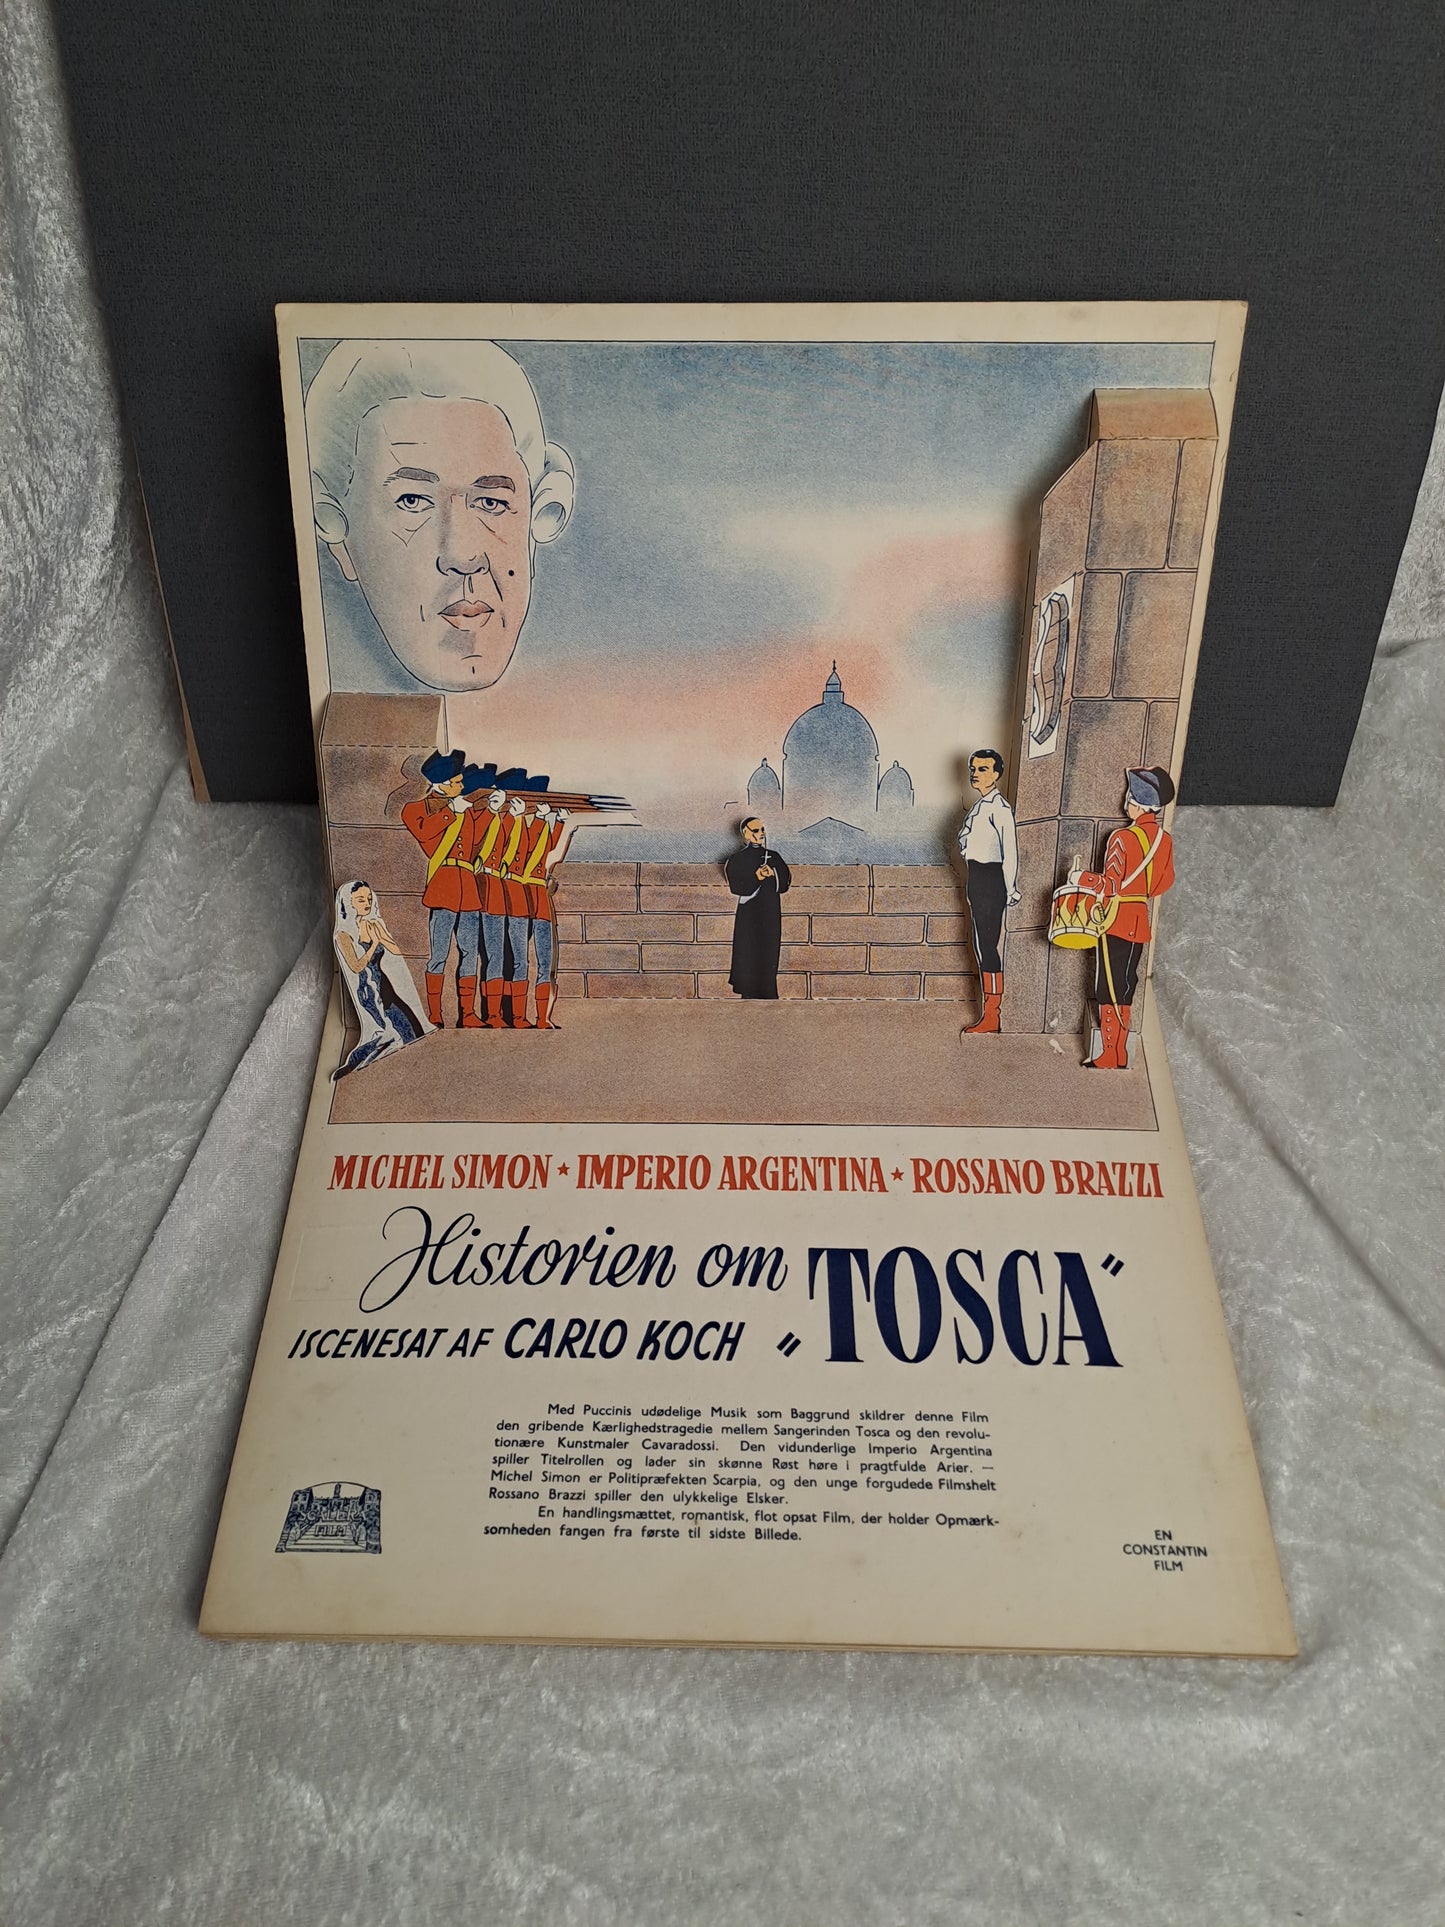 MICHEL SIMON ★ IMPERIO ARGENTINA ★ ROSSANO BRAZZI
Historien om
„TOSCA"
ISCENESAT AF CARLO KOCH
Med Puccinis udødelige Musik som Baggrund skildrer denne Film
den gribende Kærlighedstragedie mellem Sangerinden Tosca og den revolu-
tionære Kunstmaler Cavaradossi. Den vidunderlige Imperio Argentina
spiller Titelrollen og lader sin skønne Røst høre i pragtfulde Arier. —
Michel Simon er Politipræfekten Scarpia, og den unge forgudede Filmshelt
Rossano Brazzi spiller den ulykkelige Elsker.
En handlingsmættet, romantisk, flot opsat Film, der holder Opmærk-
somheden fangen fra første til sidste Billede.
SCALERA
FILM
EN
CONSTANTIN
FILM